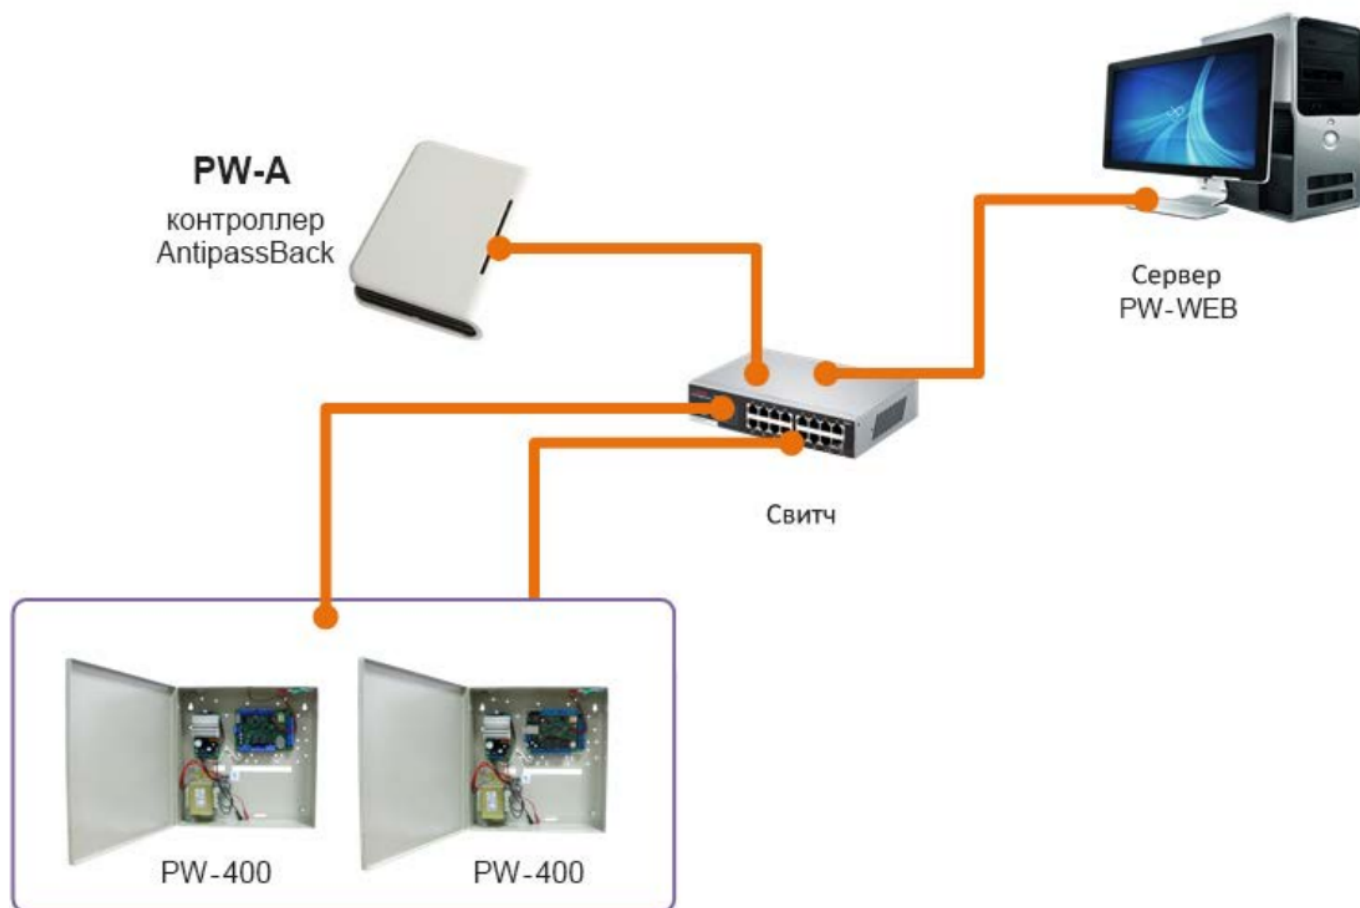 PW-A
контроллер
AntipassBack
Сервер
PW-WEB
Свитч
PW-400
PW-400